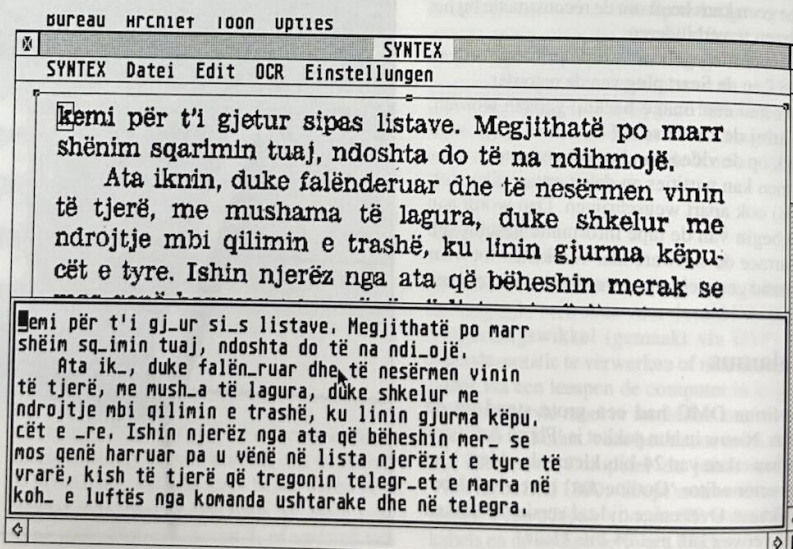 Bureau Archief Toon Opties
SYNTEX
SYNTEX Datei Edit OCR Einstellungen
kemi për t'i gjetur sipas listave. Megjithatë po marr
shënim sqarimin tuaj, ndoshta do të na ndihmojë.
Ata iknin, duke falënderuar dhe të nesërmen vinin
të tjerë, me mushama të lagura, duke shkelur me
ndrojtje mbi qilimin e trashë, ku linin gjurma këpu-
cët e tyre. Ishin njerëz nga ata që bëheshin merak se
emi për t'i gj_ur si_s listave. Megjithatë po marr
shëim sq_imin tuaj, ndoshta do të na ndi_ojë.
Ata ik_, duke falën_ruar dhe të nesërmen vinin
të tjerë, me mush_a të lagura, duke shkelur me
ndrojtje mbi qilimin e trashë, ku linin gjurma këpu.
cët e _re. Ishin njerëz nga ata që bëheshin mer_ se
mos qenë harruar pa u vënë në lista njerëzit e tyre të
vrarë, kish të tjerë që tregonin telegr_et e marra në
koh_ e luftës nga komanda ushtarake dhe në telegra.